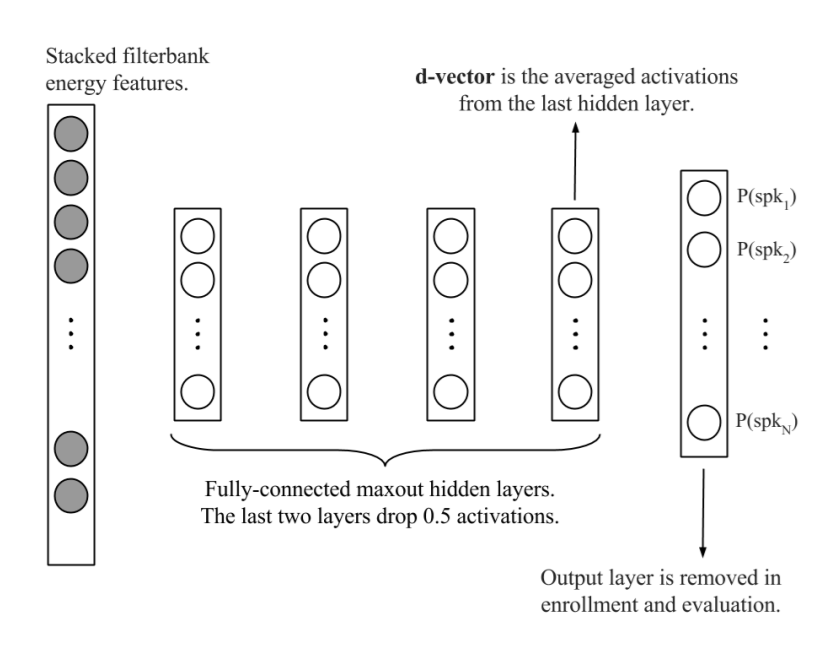 Stacked filterbank
energy features.
d-vector is the averaged activations
from the last hidden layer.
P(spk₁)
P(spk₂)
P(spk_N)
Fully-connected maxout hidden layers.
The last two layers drop 0.5 activations.
Output layer is removed in
enrollment and evaluation.